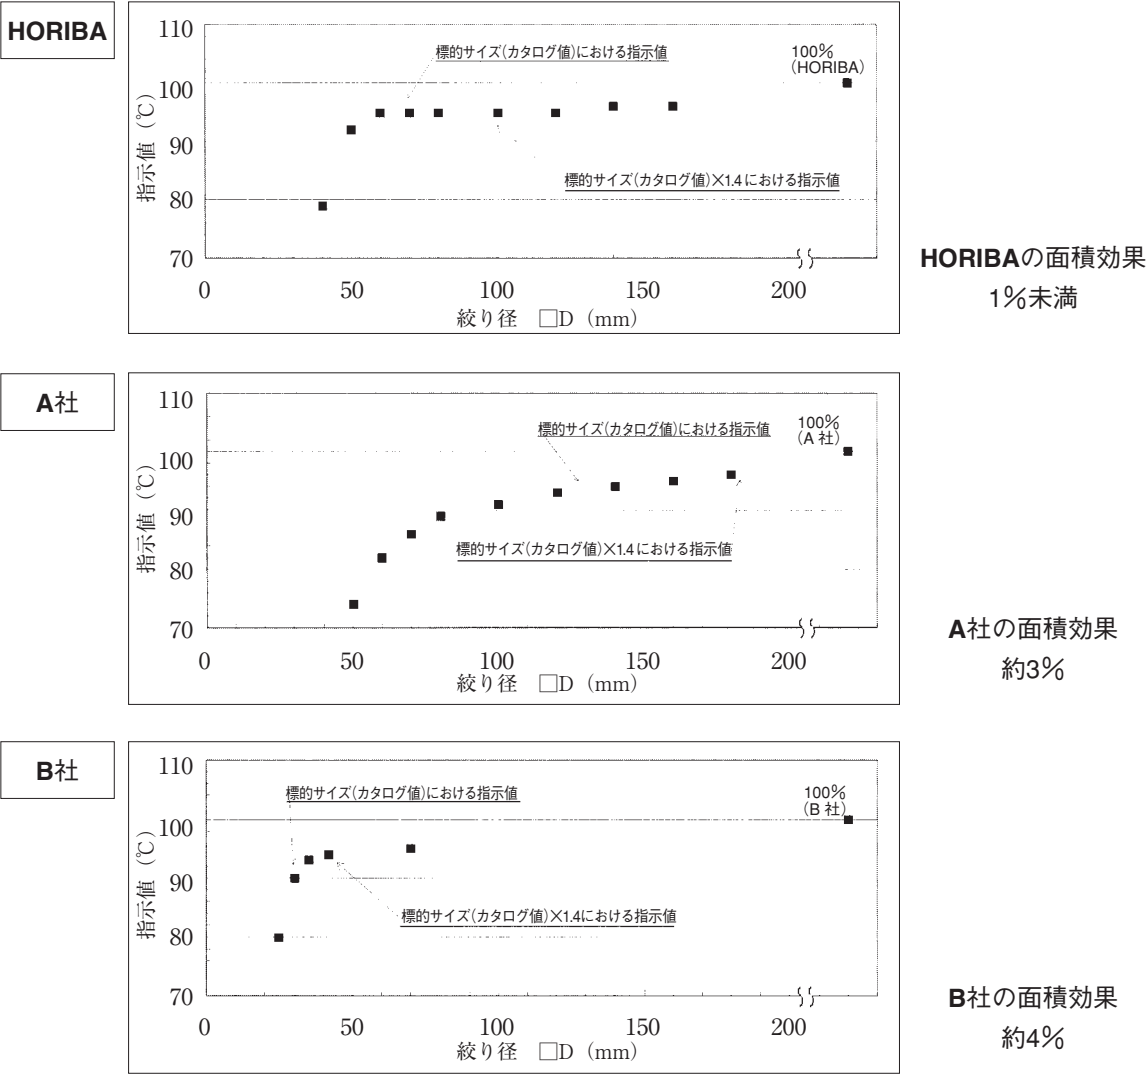 HORIBA
110
100
90
80
70
指示値（℃）
標的サイズ(カタログ値)における指示値
100%
(HORIBA)
標的サイズ(カタログ値)×1.4における指示値
0 50 100 150 200
絞り径 □D（mm）
HORIBAの面積効果
1%未満
A社
110
100
90
80
70
指示値（℃）
標的サイズ(カタログ値)における指示値
100%
(A 社)
標的サイズ(カタログ値)×1.4における指示値
0 50 100 150 200
絞り径 □D（mm）
A社の面積効果
約3%
B社
110
100
90
80
70
指示値（℃）
標的サイズ(カタログ値)における指示値
100%
(B 社)
標的サイズ(カタログ値)×1.4における指示値
0 50 100 150 200
絞り径 □D（mm）
B社の面積効果
約4%